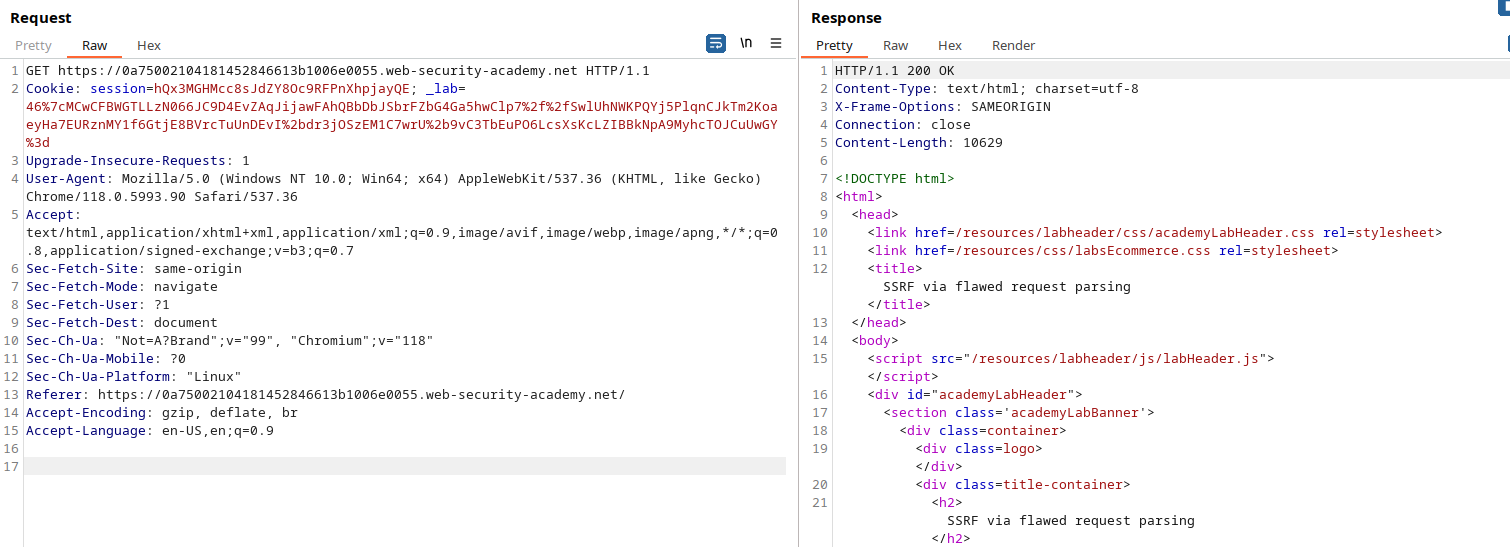 Request
Pretty Raw Hex
\n
1 GET https://0a75002104181452846613b1006e0055.web-security-academy.net HTTP/1.1
2 Cookie: session=hQx3MGHMcc8sJdZY8Oc9RFPnXhpjayQE; _lab=
46%7cMCwCFBWGTLLzN066JC9D4EvZAqJijawFAhQBbDbJSbrFZbG4Ga5hwClp7%2f%2fSwlUhNWKPQYj5PlqnCJkTm2Koa
eyHa7EURznMY1f6GtjE8BVrcTuUnDEvI%2bdr3jOSzEM1C7wrU%2b9vC3TbEuPO6LcsXsKcLZIBBkNpA9MyhcTOJCuUwGY
%3d
3 Upgrade-Insecure-Requests: 1
4 User-Agent: Mozilla/5.0 (Windows NT 10.0; Win64; x64) AppleWebKit/537.36 (KHTML, like Gecko)
Chrome/118.0.5993.90 Safari/537.36
5 Accept:
text/html,application/xhtml+xml,application/xml;q=0.9,image/avif,image/webp,image/apng,*/*;q=0
.8,application/signed-exchange;v=b3;q=0.7
6 Sec-Fetch-Site: same-origin
7 Sec-Fetch-Mode: navigate
8 Sec-Fetch-User: ?1
9 Sec-Fetch-Dest: document
10 Sec-Ch-Ua: "Not=A?Brand";v="99", "Chromium";v="118"
11 Sec-Ch-Ua-Mobile: ?0
12 Sec-Ch-Ua-Platform: "Linux"
13 Referer: https://0a75002104181452846613b1006e0055.web-security-academy.net/
14 Accept-Encoding: gzip, deflate, br
15 Accept-Language: en-US,en;q=0.9
16
17
Response
Pretty Raw Hex Render
1 HTTP/1.1 200 OK
2 Content-Type: text/html; charset=utf-8
3 X-Frame-Options: SAMEORIGIN
4 Connection: close
5 Content-Length: 10629
6
7 <!DOCTYPE html>
8 <html>
9 <head>
10 <link href=/resources/labheader/css/academyLabHeader.css rel=stylesheet>
11 <link href=/resources/css/labsEcommerce.css rel=stylesheet>
12 <title>
SSRF via flawed request parsing
</title>
13 </head>
14 <body>
15 <script src="/resources/labheader/js/labHeader.js">
</script>
16 <div id="academyLabHeader">
17 <section class='academyLabBanner'>
18 <div class=container>
19 <div class=logo>
</div>
20 <div class=title-container>
21 <h2>
SSRF via flawed request parsing
</h2>